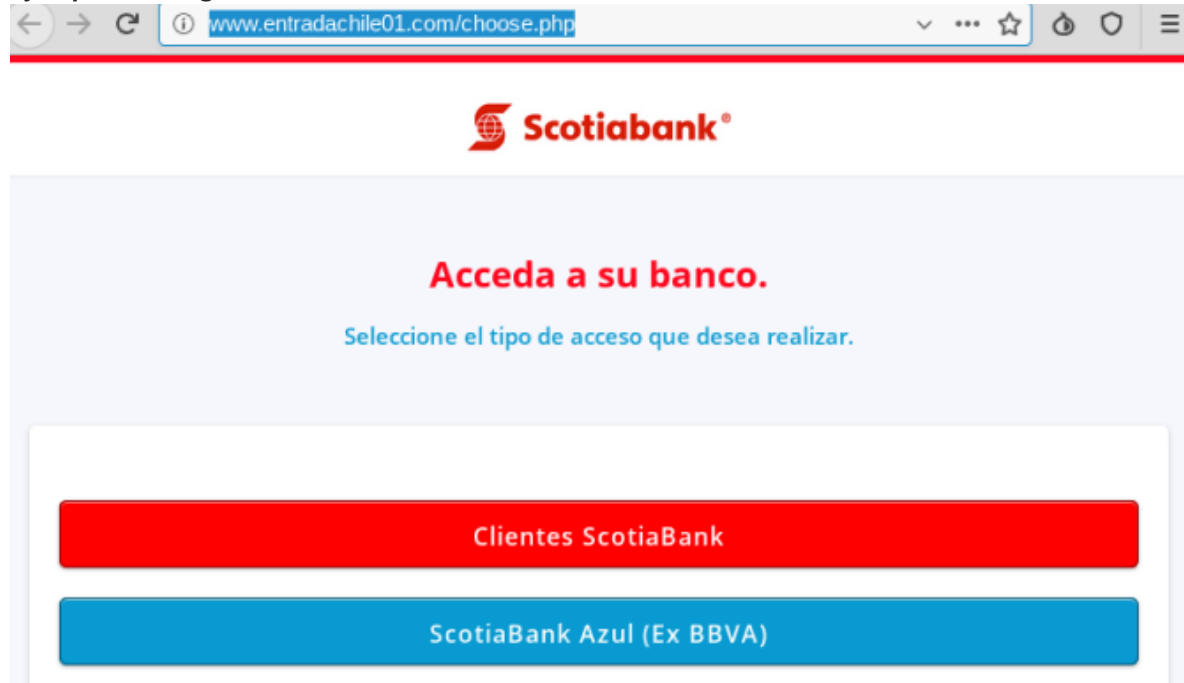 www.entradachile01.com/choose.php
Scotiabank®
Acceda a su banco.
Seleccione el tipo de acceso que desea realizar.
Clientes ScotiaBank
ScotiaBank Azul (Ex BBVA)